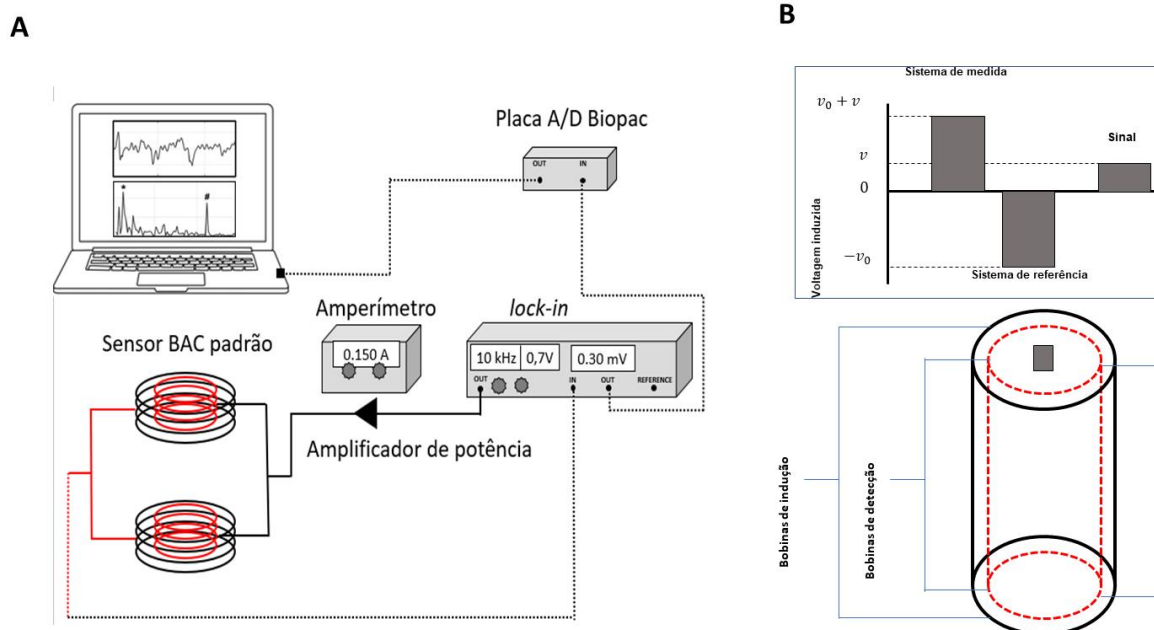 A
B
Placa A/D Biopac
OUT
IN
*
#
Amperímetro
0.150 A
lock-in
10 kHz
0,7V
0.30 mV
OUT
IN
OUT
REFERENCE
Sensor BAC padrão
Amplificador de potência
Sistema de medida
v₀ + v
Sinal
v
0
−v₀
Sistema de referência
Voltagem induzida
Bobinas de indução
Bobinas de detecção